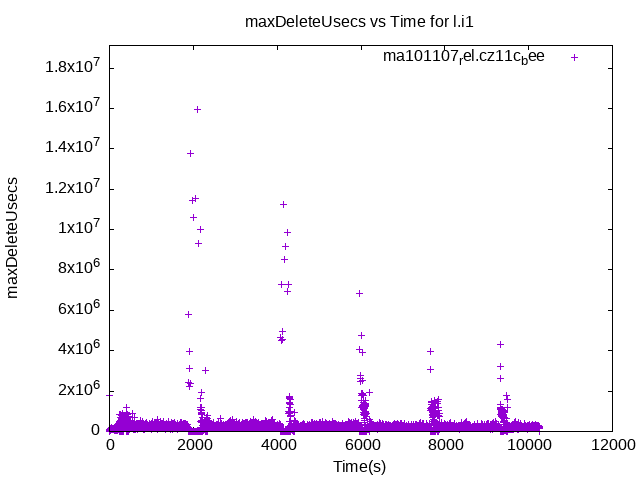 maxDeleteUsecs vs Time for l.i1
ma101107_rel.cz11c_bee
1.8x10^7
1.6x10^7
1.4x10^7
1.2x10^7
1x10^7
8x10^6
6x10^6
4x10^6
2x10^6
0
maxDeleteUsecs
0 2000 4000 6000 8000 10000 12000
Time(s)